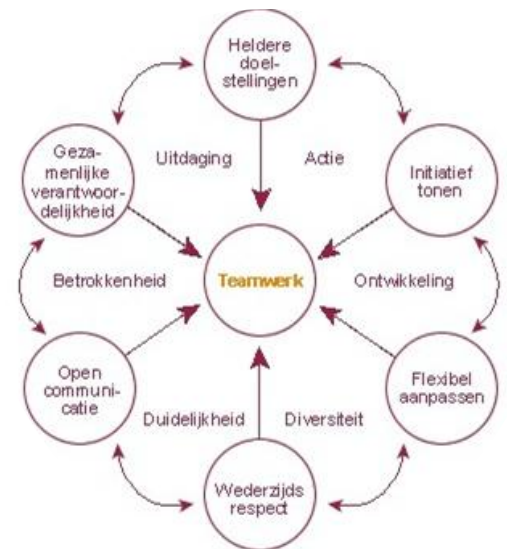 Heldere
doel-
stellingen
Geza-
menlijke
verantwoor-
delijkheid
Uitdaging
Actie
Initiatief
tonen
Betrokkenheid
Teamwerk
Ontwikkeling
Open
communi-
catie
Duidelijkheid
Diversiteit
Flexibel
aanpassen
Wederzijds
respect